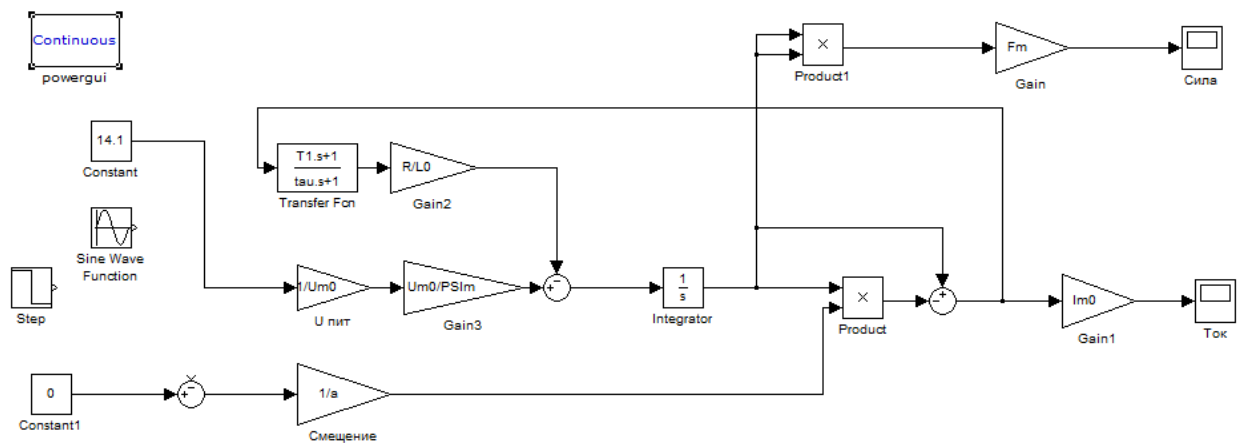 Continuous
powergui
×
Product1
Fm
Gain
Сила
14.1
Constant
T1.s+1
tau.s+1
Transfer Fcn
R/L0
Gain2
Sine Wave
Function
Step
1/Um0
U пит
Um0/PSIm
Gain3
1
s
Integrator
×
Product
Im0
Gain1
Ток
0
Constant1
1/a
Смещение